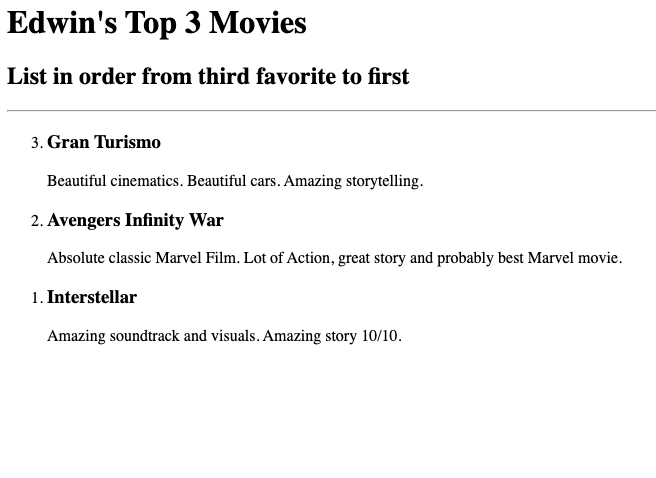 Edwin's Top 3 Movies
List in order from third favorite to first
3. Gran Turismo
Beautiful cinematics. Beautiful cars. Amazing storytelling.
2. Avengers Infinity War
Absolute classic Marvel Film. Lot of Action, great story and probably best Marvel movie.
1. Interstellar
Amazing soundtrack and visuals. Amazing story 10/10.